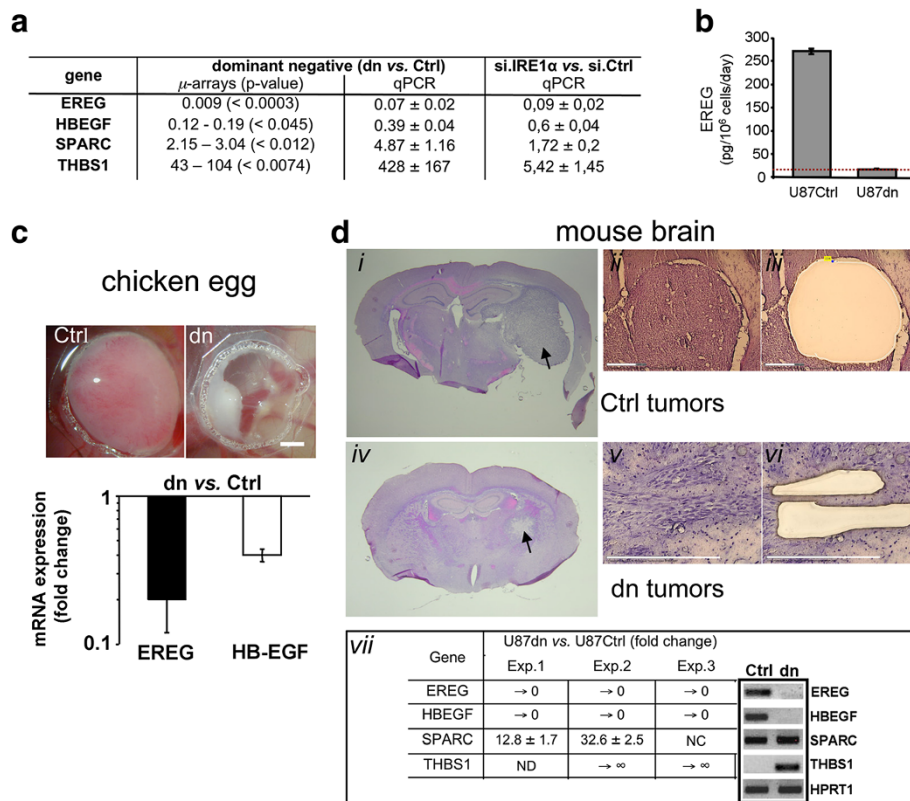 a
dominant negative (dn vs. Ctrl) si.IRE1α vs. si.Ctrl
gene μ-arrays (p-value) qPCR qPCR
EREG 0.009 (< 0.0003) 0.07 ± 0.02 0,09 ± 0,02
HBEGF 0.12 - 0.19 (< 0.045) 0.39 ± 0.04 0,6 ± 0,04
SPARC 2.15 – 3.04 (< 0.012) 4.87 ± 1.16 1,72 ± 0,2
THBS1 43 – 104 (< 0.0074) 428 ± 167 5,42 ± 1,45
b
EREG
(pg/10⁶ cells/day)
300
250
200
150
100
50
0
U87Ctrl U87dn
c
chicken egg
Ctrl dn
dn vs. Ctrl
mRNA expression
(fold change)
1
0.1
EREG HB-EGF
d
mouse brain
i ii iii
Ctrl tumors
iv v vi
dn tumors
vii
U87dn vs. U87Ctrl (fold change)
Gene Exp.1 Exp.2 Exp.3
EREG → 0 → 0 → 0
HBEGF → 0 → 0 → 0
SPARC 12.8 ± 1.7 32.6 ± 2.5 NC
THBS1 ND → ∞ → ∞
Ctrl dn
EREG
HBEGF
SPARC
THBS1
HPRT1